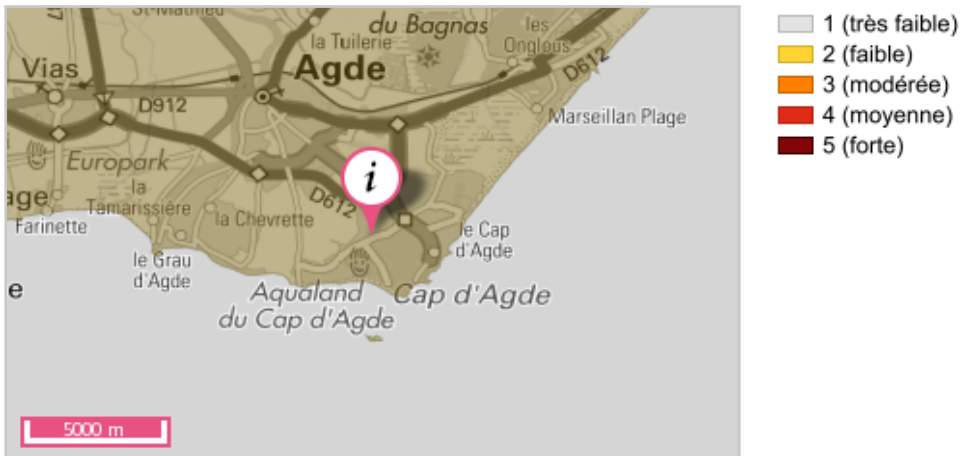 St-Mathieu
du Bagnas
les
Onglous
la Tuilerie
Agde
Vias
D612
D912
Marseillan Plage
Europark
i
la
Tamarissière
age
Farinette
D612
la Chevrette
le Cap
d'Agde
le Grau
d'Agde
e
Aqualand
du Cap d'Agde
Cap d'Agde
5000 m
1 (très faible)
2 (faible)
3 (modérée)
4 (moyenne)
5 (forte)